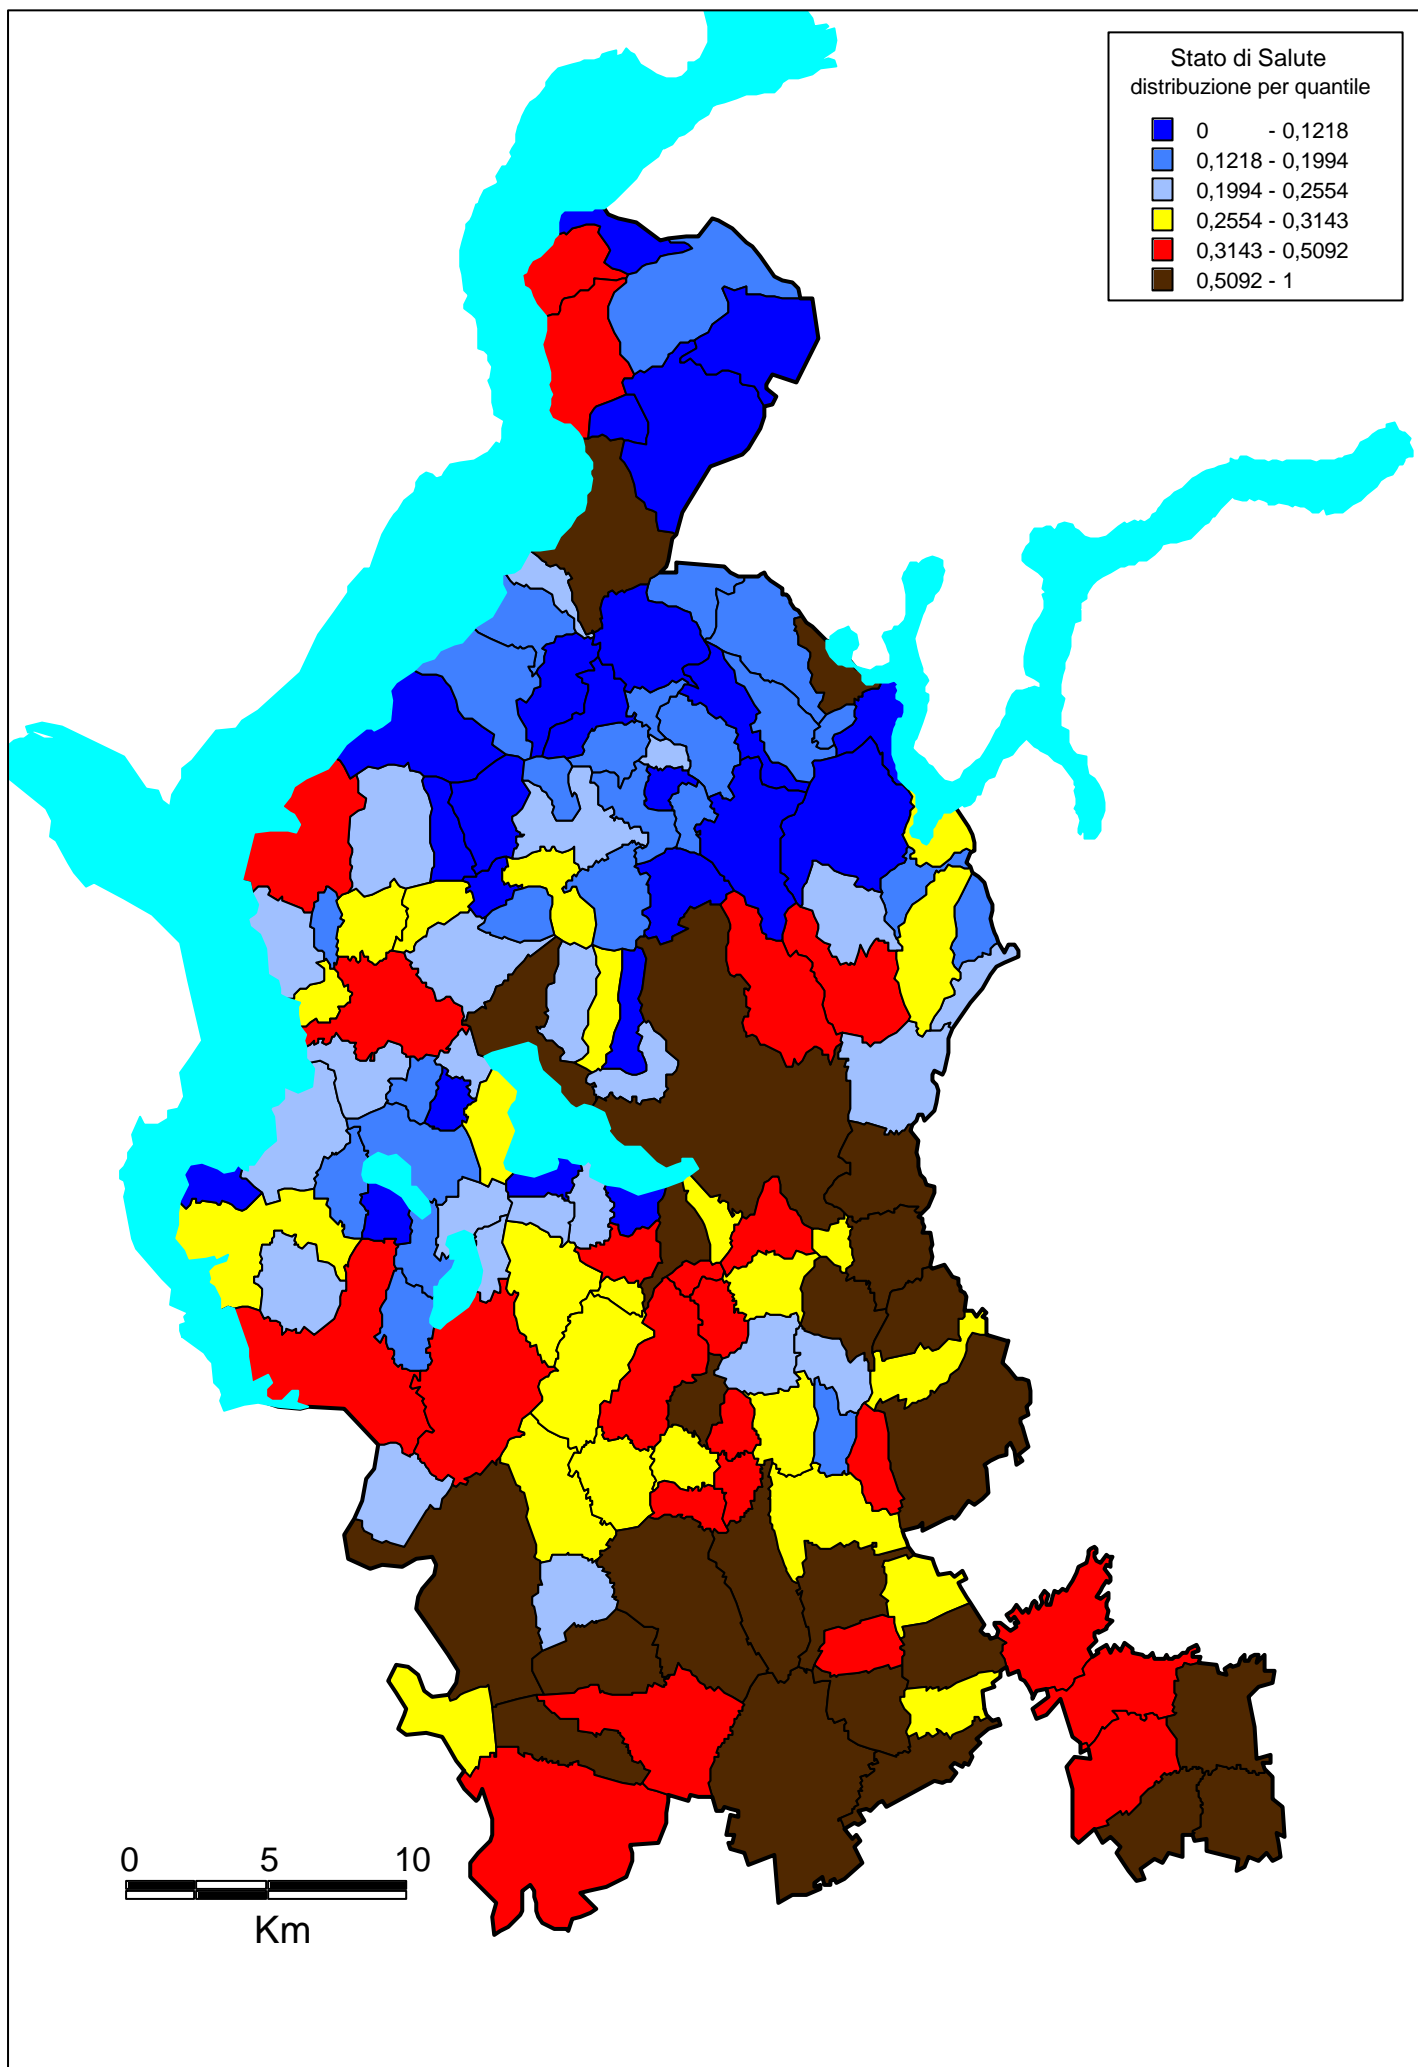 Stato di Salute
distribuzione per quantile
0 - 0,1218
0,1218 - 0,1994
0,1994 - 0,2554
0,2554 - 0,3143
0,3143 - 0,5092
0,5092 - 1
0 5 10
Km